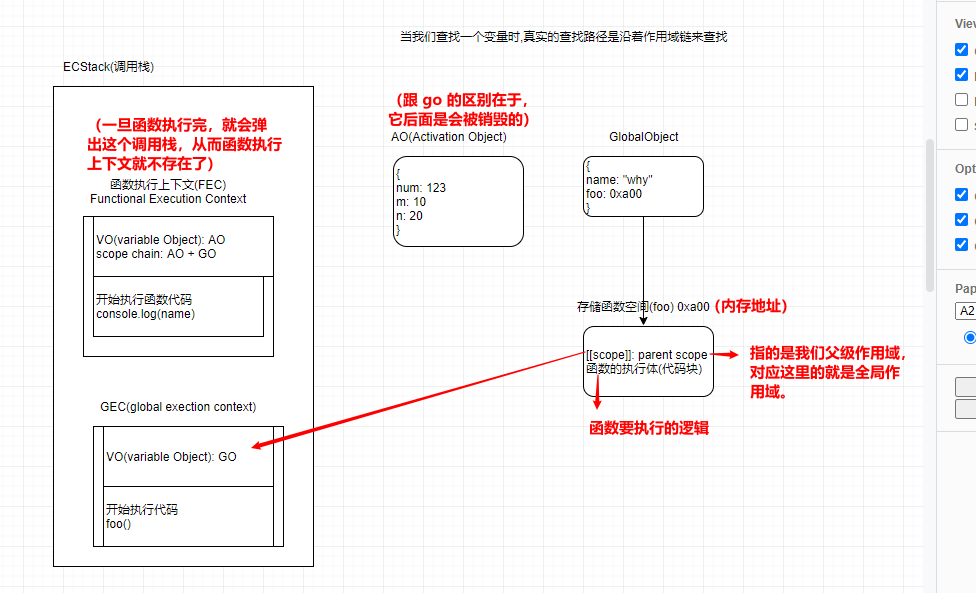 当我们查找一个变量时,真实的查找路径是沿着作用域链来查找
ECStack(调用栈)
（一旦函数执行完，就会弹
出这个调用栈，从而函数执行
上下文就不存在了）
函数执行上下文(FEC)
Functional Execution Context
VO(variable Object): AO
scope chain: AO + GO
开始执行函数代码
console.log(name)
GEC(global exection context)
VO(variable Object): GO
开始执行代码
foo()
（跟 go 的区别在于，
它后面是会被销毁的）
AO(Activation Object)
{
num: 123
m: 10
n: 20
}
GlobalObject
{
name: "why"
foo: 0xa00
}
存储函数空间(foo) 0xa00
（内存地址）
[[scope]]: parent scope
函数的执行体(代码块)
指的是我们父级作用域，
对应这里的就是全局作
用域。
函数要执行的逻辑
Opt
A2